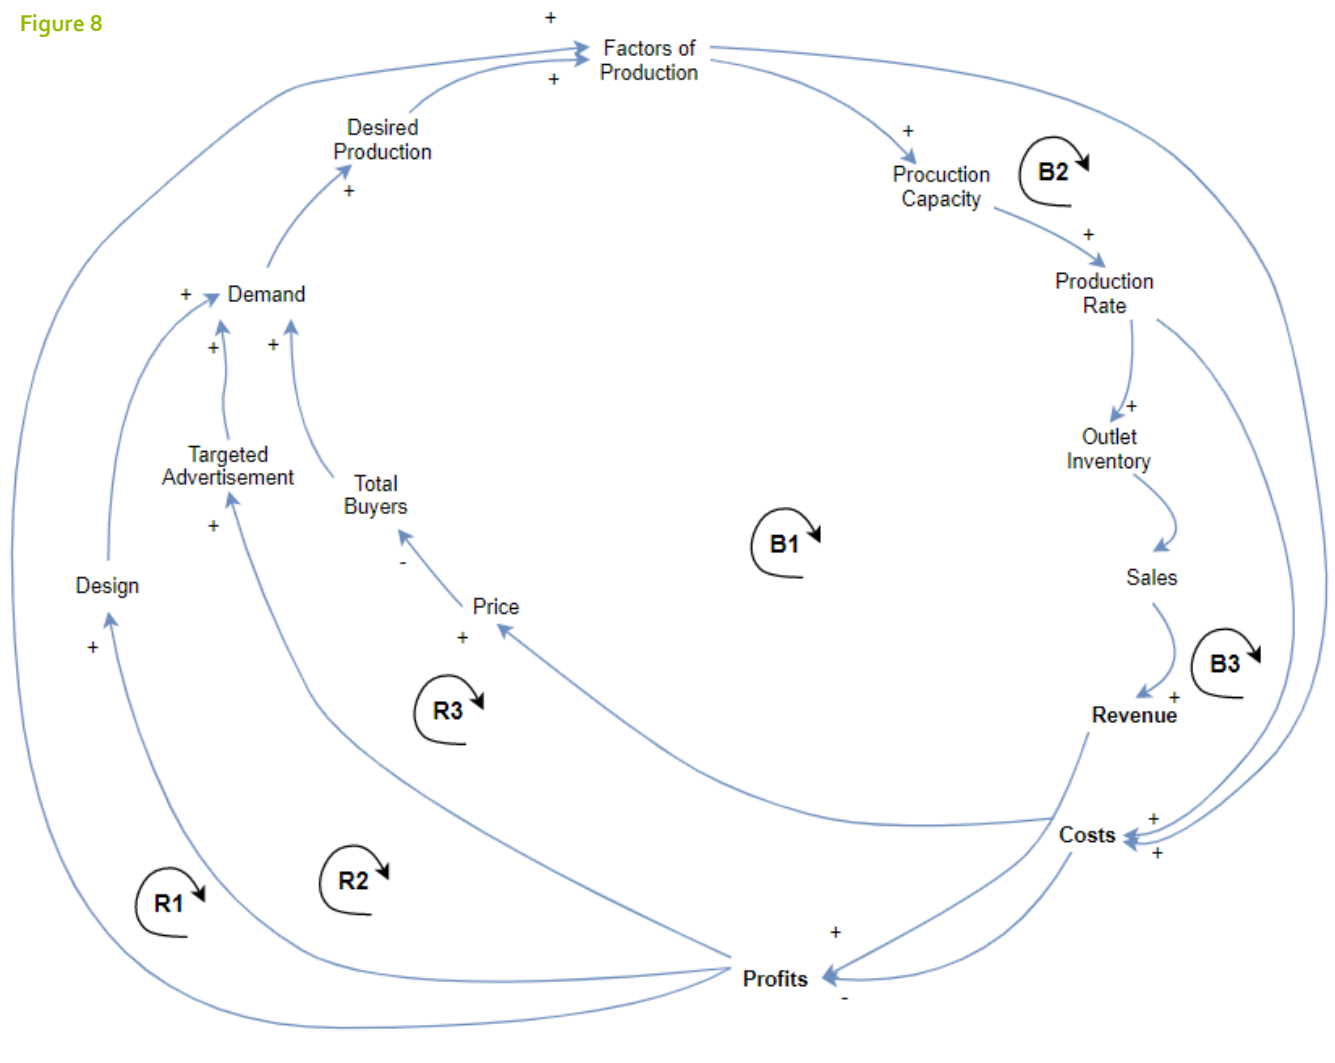 Figure 8
+
Factors of
Production
+
Desired
Production
+
+
Procuction
Capacity
B2
+
Production
Rate
+
Demand
+
+
+
Outlet
Inventory
Targeted
Advertisement
+
Total
Buyers
-
B1
Sales
Design
+
Price
+
B3
+
Revenue
R3
+
Costs
+
R2
R1
+
Profits
-